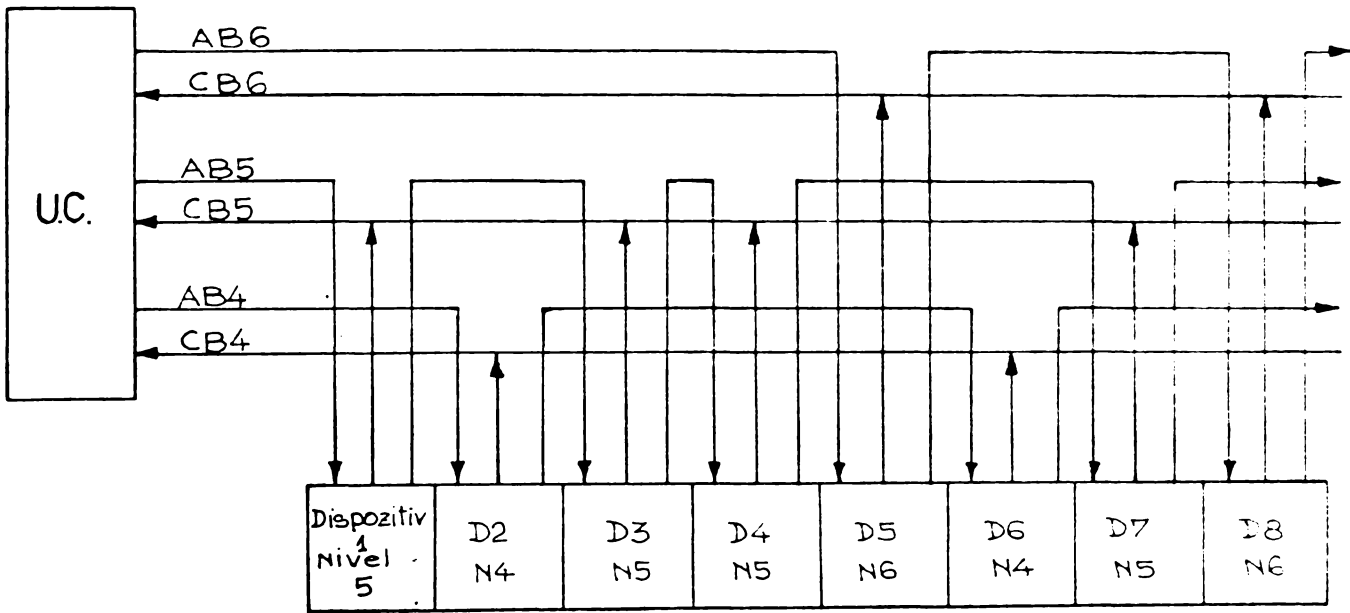 AB6
CB6
AB5
CB5
U.C.
AB4
CB4
Dispozitiv
1
Nivel
5
D2
N4
D3
N5
D4
N5
D5
N6
D6
N4
D7
N5
D8
N6